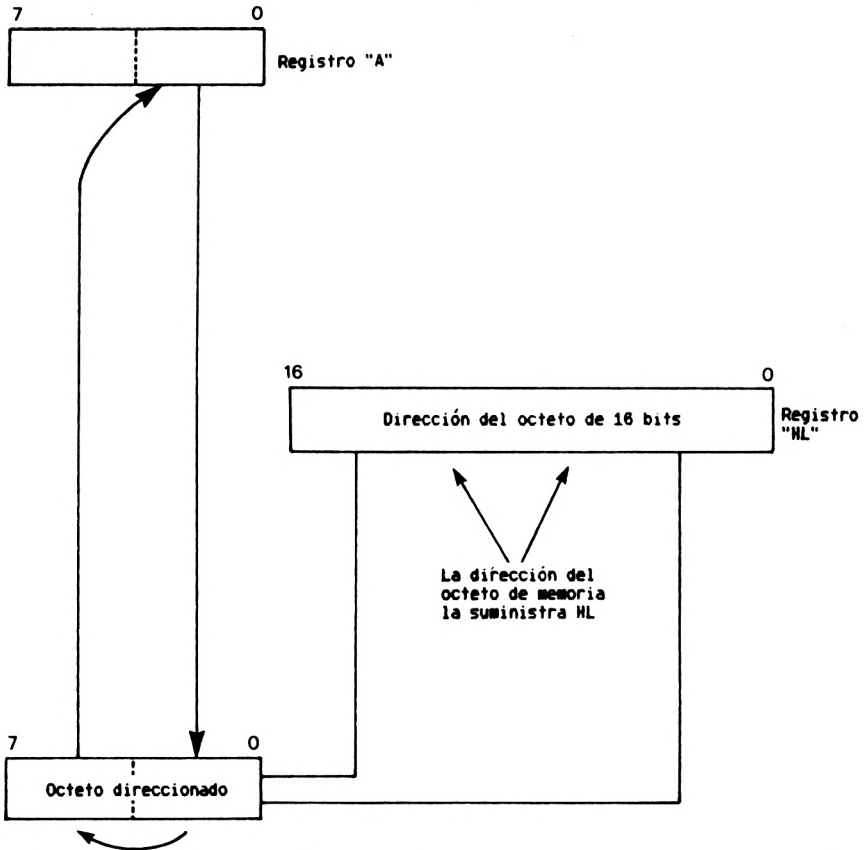 7 0
Registro "A"
16 0
Dirección del octeto de 16 bits
Registro
"HL"
La dirección del
octeto de memoria
la suministra HL
7 0
Octeto direccionado